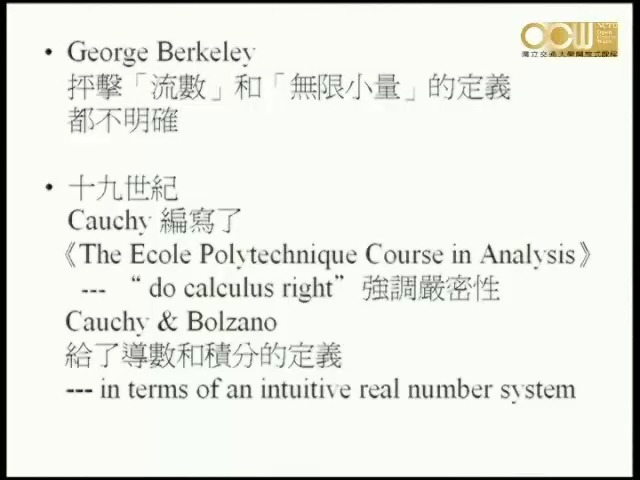 • George Berkeley
抨擊「流數」和「無限小量」的定義
都不明確
• 十九世紀
Cauchy 編寫了
《The Ecole Polytechnique Course in Analysis》
--- “ do calculus right” 強調嚴密性
Cauchy & Bolzano
給了導數和積分的定義
--- in terms of an intuitive real number system
OCW
國立交通大學開放式課程